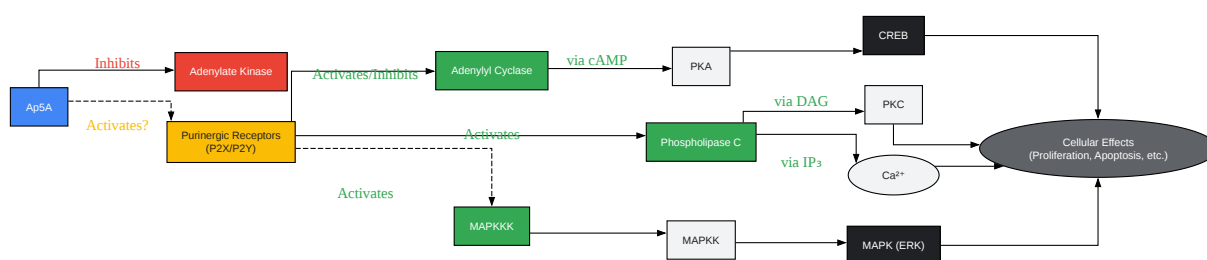 Ap5A
Inhibits
Adenylate Kinase
Activates?
Purinergic Receptors
(P2X/P2Y)
Activates/Inhibits
Adenylyl Cyclase
via cAMP
PKA
CREB
Activates
Phospholipase C
via DAG
PKC
via IP₃
Ca²⁺
Activates
MAPKKK
MAPKK
MAPK (ERK)
Cellular Effects
(Proliferation, Apoptosis, etc.)